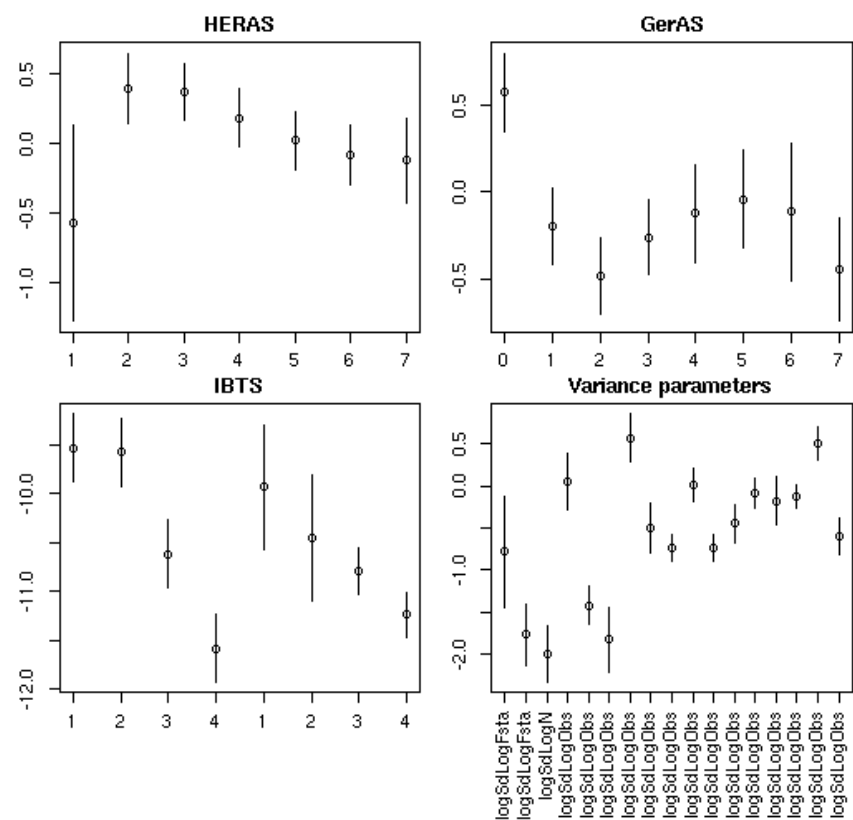 HERAS
0.5
0.0
-0.5
-1.0
1 2 3 4 5 6 7
GerAS
0.5
0.0
-0.5
0 1 2 3 4 5 6 7
IBTS
-10.0
-11.0
-12.0
1 2 3 4 1 2 3 4
Variance parameters
0.5
0.0
-1.0
-2.0
logSdLogFsta
logSdLogFsta
logSdLogN
logSdLogObs
logSdLogObs
logSdLogObs
logSdLogObs
logSdLogObs
logSdLogObs
logSdLogObs
logSdLogObs
logSdLogObs
logSdLogObs
logSdLogObs
logSdLogObs
logSdLogObs
logSdLogObs